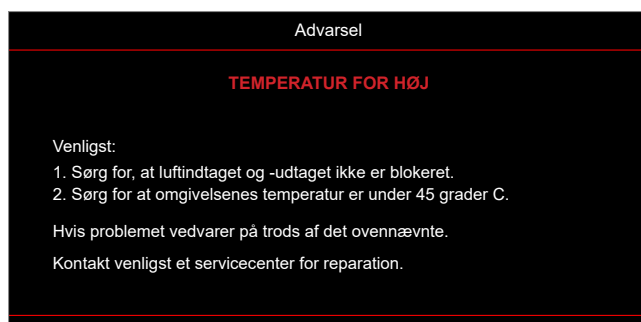 Advarsel
TEMPERATUR FOR HØJ
Venligst:
1. Sørg for, at luftindtaget og -udtaget ikke er blokeret.
2. Sørg for at omgivelsenes temperatur er under 45 grader C.
Hvis problemet vedvarer på trods af det ovennævnte.
Kontakt venligst et servicecenter for reparation.